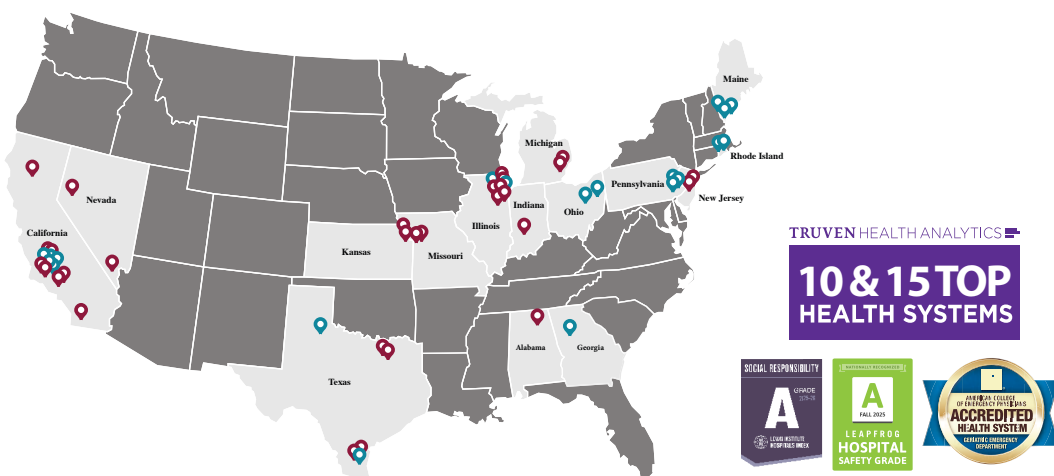 Maine
Michigan
Rhode Island
Pennsylvania
New Jersey
Nevada
Indiana
Ohio
Illinois
California
Kansas
Missouri
TRUVEN HEALTH ANALYTICS
10 & 15 TOP
HEALTH SYSTEMS
Alabama
Georgia
Texas
SOCIAL RESPONSIBILITY
A GRADE
LOWN INSTITUTE
HOSPITALS INDEX
NATIONALLY RECOGNIZED
A
FALL 2025
LEAPFROG
HOSPITAL
SAFETY GRADE
AMERICAN COLLEGE
OF EMERGENCY PHYSICIANS
ACCREDITED
HEALTH SYSTEM
GERIATRIC EMERGENCY
DEPARTMENT